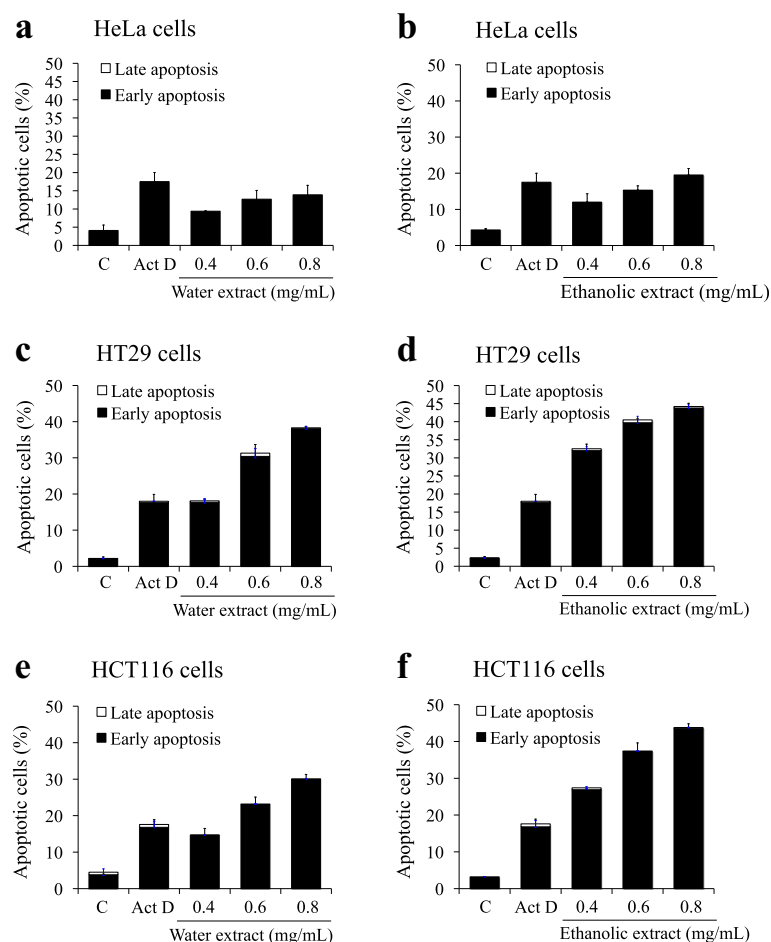 a HeLa cells
Apoptotic cells (%)
50
45
40
35
30
25
20
15
10
5
0
Late apoptosis
Early apoptosis
C Act D 0.4 0.6 0.8
Water extract (mg/mL)
b HeLa cells
Apoptotic cells (%)
50
40
30
20
10
0
Late apoptosis
Early apoptosis
C Act D 0.4 0.6 0.8
Ethanolic extract (mg/mL)
c HT29 cells
Apoptotic cells (%)
50
40
30
20
10
0
Late apoptosis
Early apoptosis
C Act D 0.4 0.6 0.8
Water extract (mg/mL)
d HT29 cells
Apoptotic cells (%)
50
45
40
35
30
25
20
15
10
5
0
Late apoptosis
Early apoptosis
C Act D 0.4 0.6 0.8
Ethanolic extract (mg/mL)
e HCT116 cells
Apoptotic cells (%)
50
40
30
20
10
0
Late apoptosis
Early apoptosis
C Act D 0.4 0.6 0.8
Water extract (mg/mL)
f HCT116 cells
Apoptotic cells (%)
50
40
30
20
10
0
Late apoptosis
Early apoptosis
C Act D 0.4 0.6 0.8
Ethanolic extract (mg/mL)